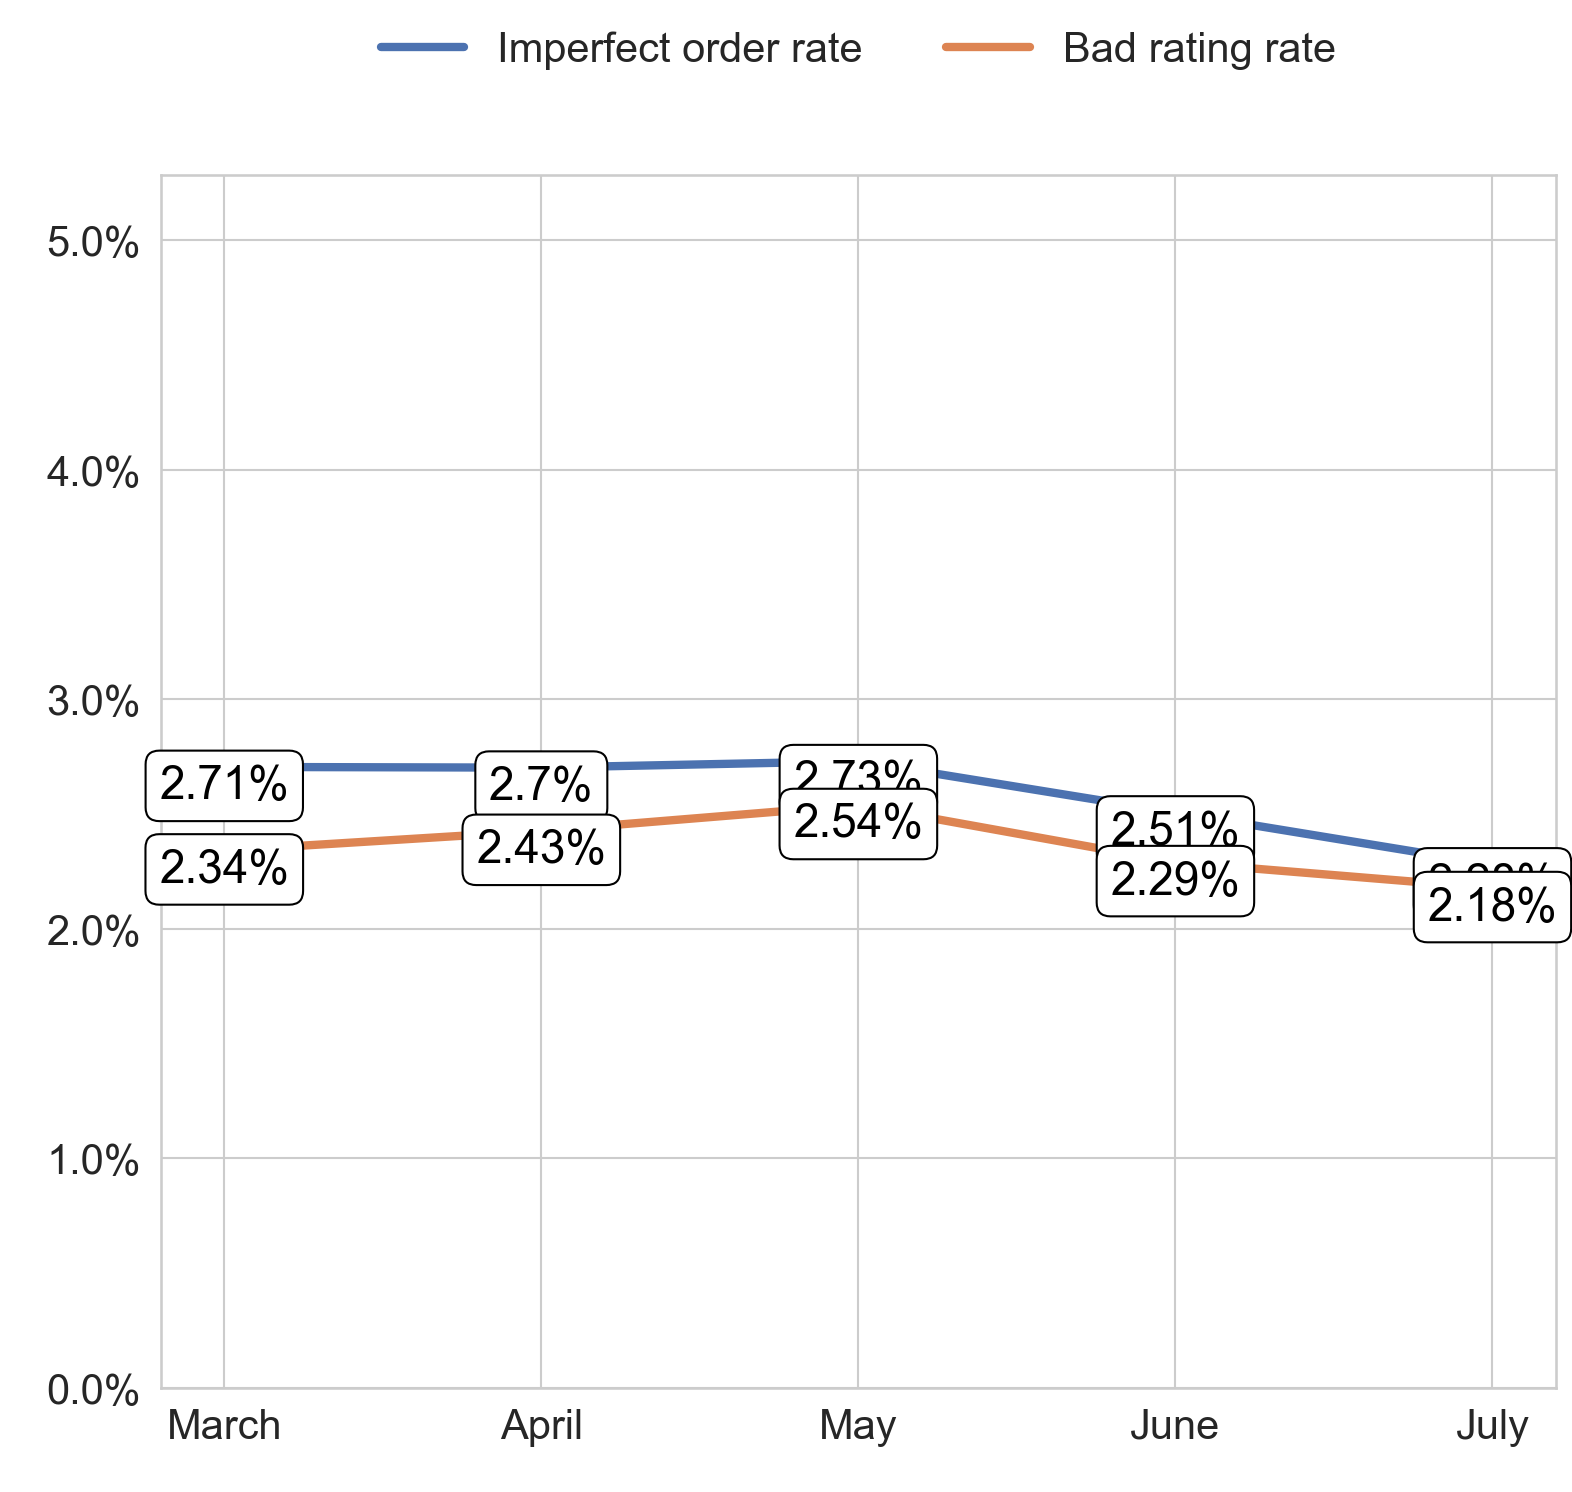 Imperfect order rate
Bad rating rate
5.0%
4.0%
3.0%
2.0%
1.0%
0.0%
2.71%
2.7%
2.73%
2.51%
2.34%
2.43%
2.54%
2.29%
2.18%
March
April
May
June
July